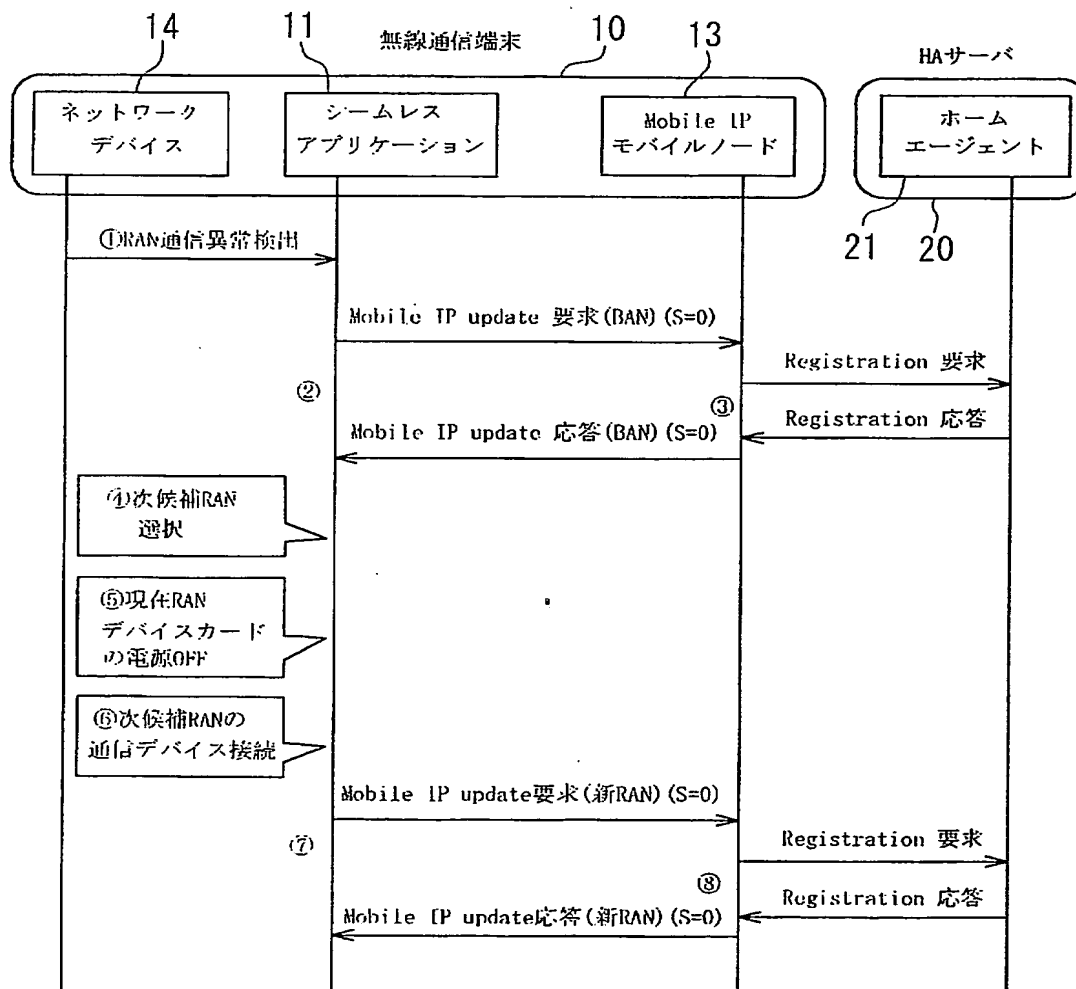 14
11
無線通信端末
10
13
HAサーバ
ネットワーク
デバイス
シームレス
アプリケーション
Mobile IP
モバイルノード
ホーム
エージェント
21
20
①RAN通信異常検出
Mobile IP update 要求(BAN)(S=0)
Registration 要求
②
③
Registration 応答
Mobile IP update 応答(BAN)(S=0)
④次候補RAN
選択
⑤現在RAN
デバイスカード
の電源OFF
⑥次候補RANの
通信デバイス接続
Mobile IP update要求(新RAN)(S=0)
⑦
Registration 要求
⑧
Registration 応答
Mobile IP update応答(新RAN)(S=0)